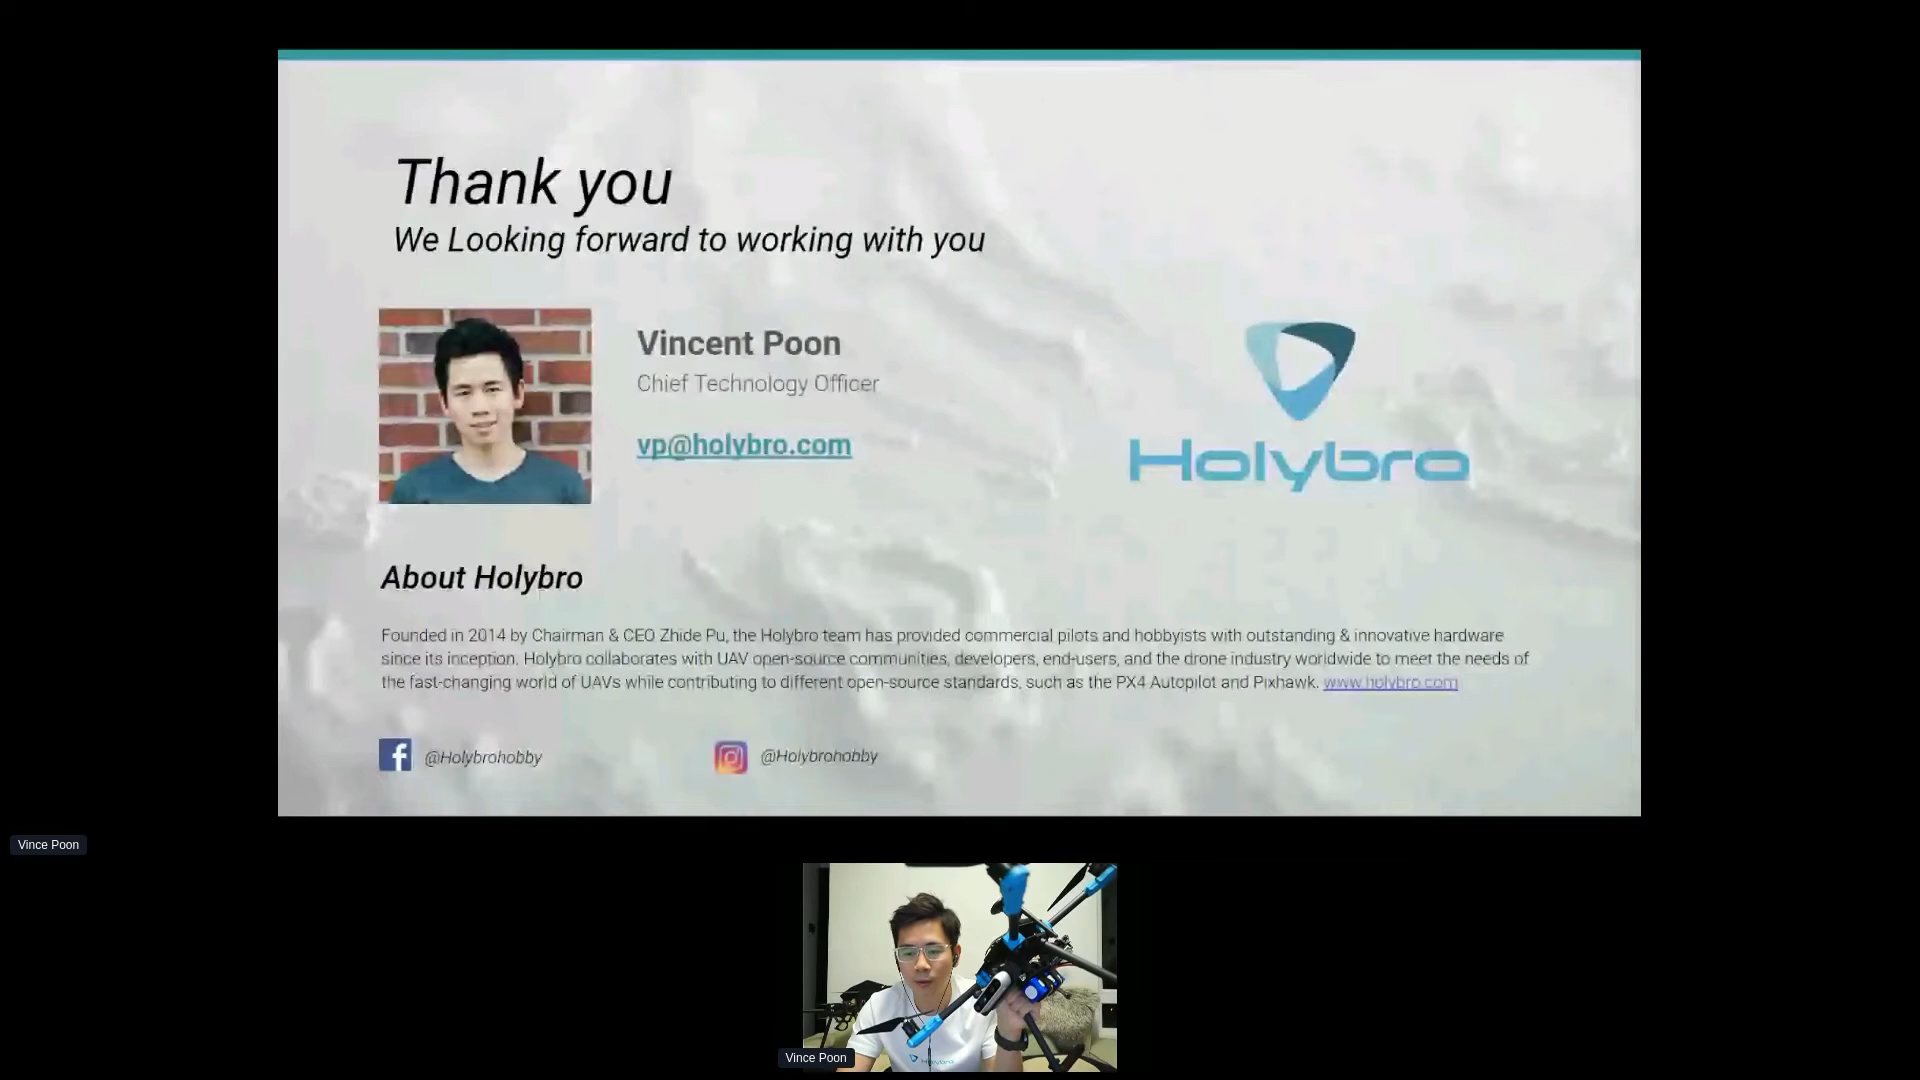 Thank you
We Looking forward to working with you
Vincent Poon
Chief Technology Officer
vp@holybro.com
Holybro
About Holybro
Founded in 2014 by Chairman & CEO Zhide Pu, the Holybro team has provided commercial pilots and hobbyists with outstanding & innovative hardware
since its inception. Holybro collaborates with UAV open-source communities, developers, end-users, and the drone industry worldwide to meet the needs of
the fast-changing world of UAVs while contributing to different open-source standards, such as the PX4 Autopilot and Pixhawk. www.holybro.com
@Holybrohobby
@Holybrohobby
Vince Poon
Holybro
Vince Poon